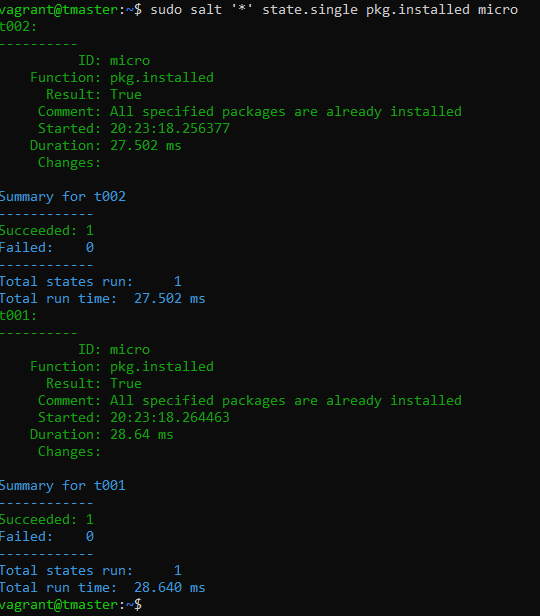 vagrant@tmaster:~$ sudo salt '*' state.single pkg.installed micro
t002:
----------
          ID: micro
    Function: pkg.installed
      Result: True
     Comment: All specified packages are already installed
     Started: 20:23:18.256377
    Duration: 27.502 ms
     Changes:

Summary for t002
------------
Succeeded: 1
Failed:    0
------------
Total states run:     1
Total run time:  27.502 ms
t001:
----------
          ID: micro
    Function: pkg.installed
      Result: True
     Comment: All specified packages are already installed
     Started: 20:23:18.264463
    Duration: 28.64 ms
     Changes:

Summary for t001
------------
Succeeded: 1
Failed:    0
------------
Total states run:     1
Total run time:  28.640 ms
vagrant@tmaster:~$